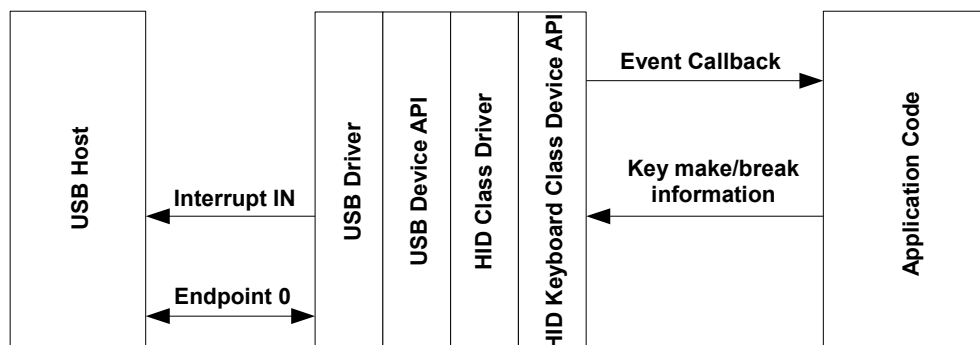 USB Host
Interrupt IN
Endpoint 0
USB Driver
USB Device API
HID Class Driver
HID Keyboard Class Device API
Event Callback
Key make/break
information
Application Code